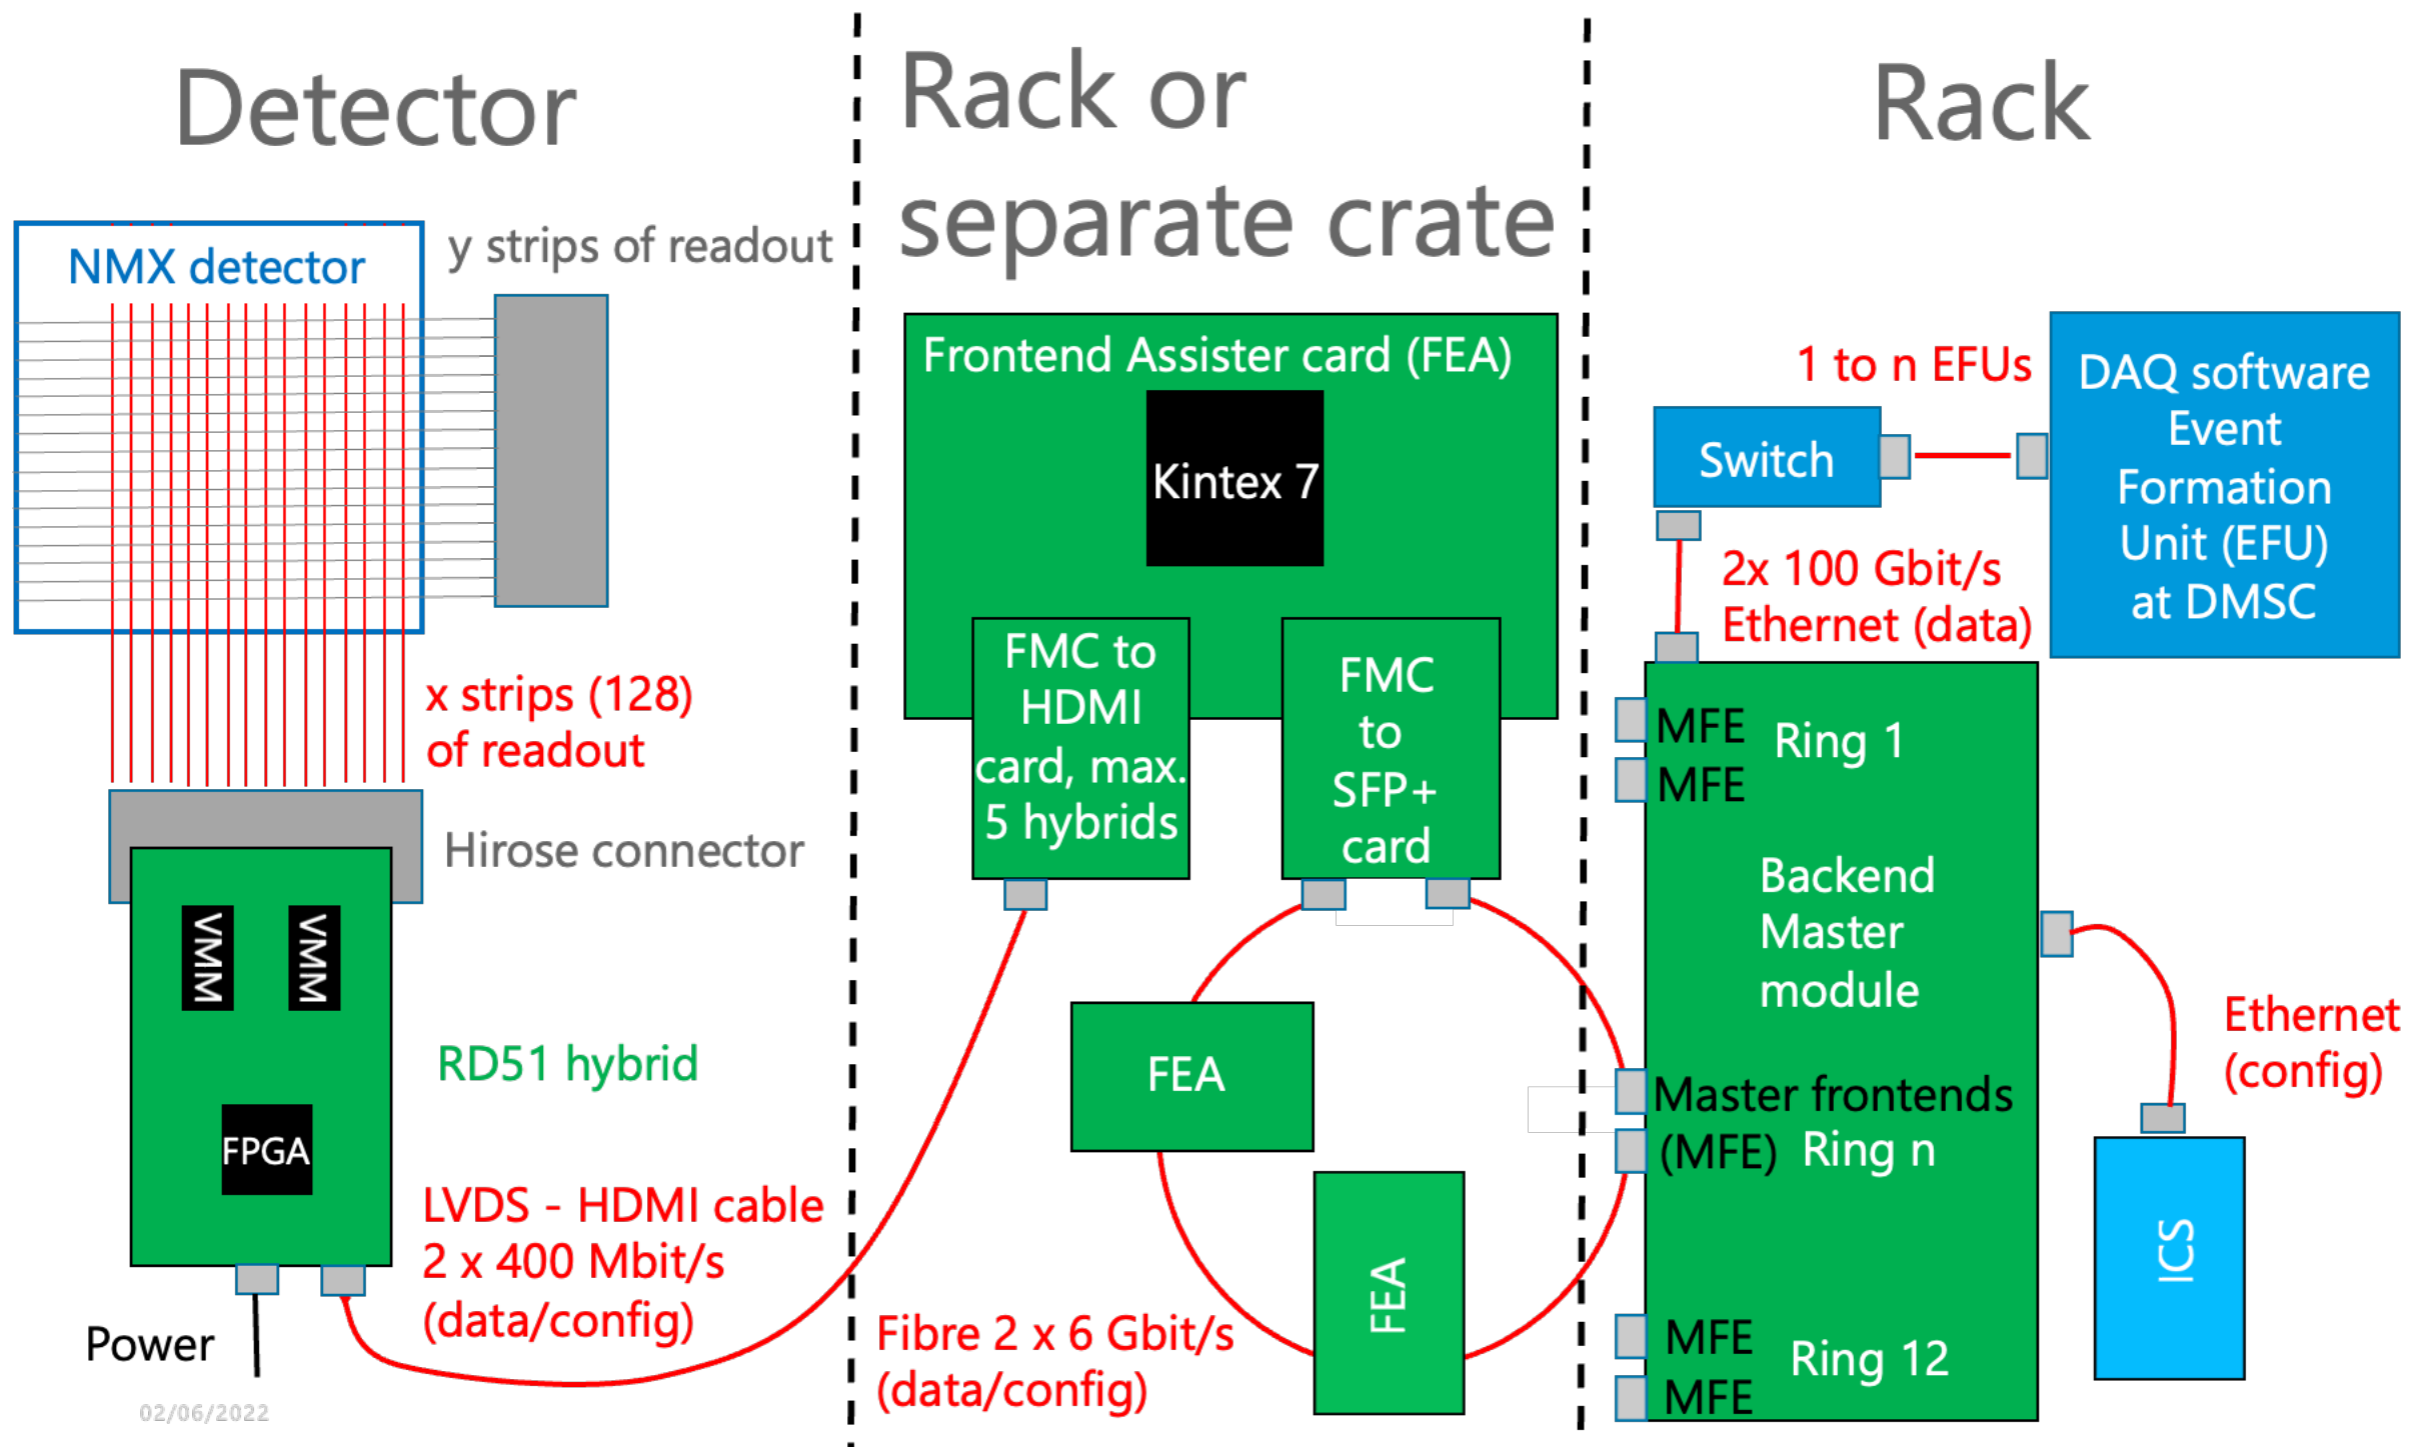 Detector
NMX detector
y strips of readout
x strips (128)
of readout
Hirose connector
VMM
VMM
RD51 hybrid
FPGA
LVDS - HDMI cable
2 x 400 Mbit/s
(data/config)
Power
02/06/2022
Rack or
separate crate
Frontend Assister card (FEA)
Kintex 7
FMC to
HDMI
card, max.
5 hybrids
FMC
to
SFP+
card
FEA
FEA
Fibre 2 x 6 Gbit/s
(data/config)
Rack
1 to n EFUs
Switch
DAQ software
Event
Formation
Unit (EFU)
at DMSC
2x 100 Gbit/s
Ethernet (data)
MFE
Ring 1
MFE
Backend
Master
module
Master frontends
(MFE) Ring n
MFE
Ring 12
MFE
Ethernet
(config)
ICS